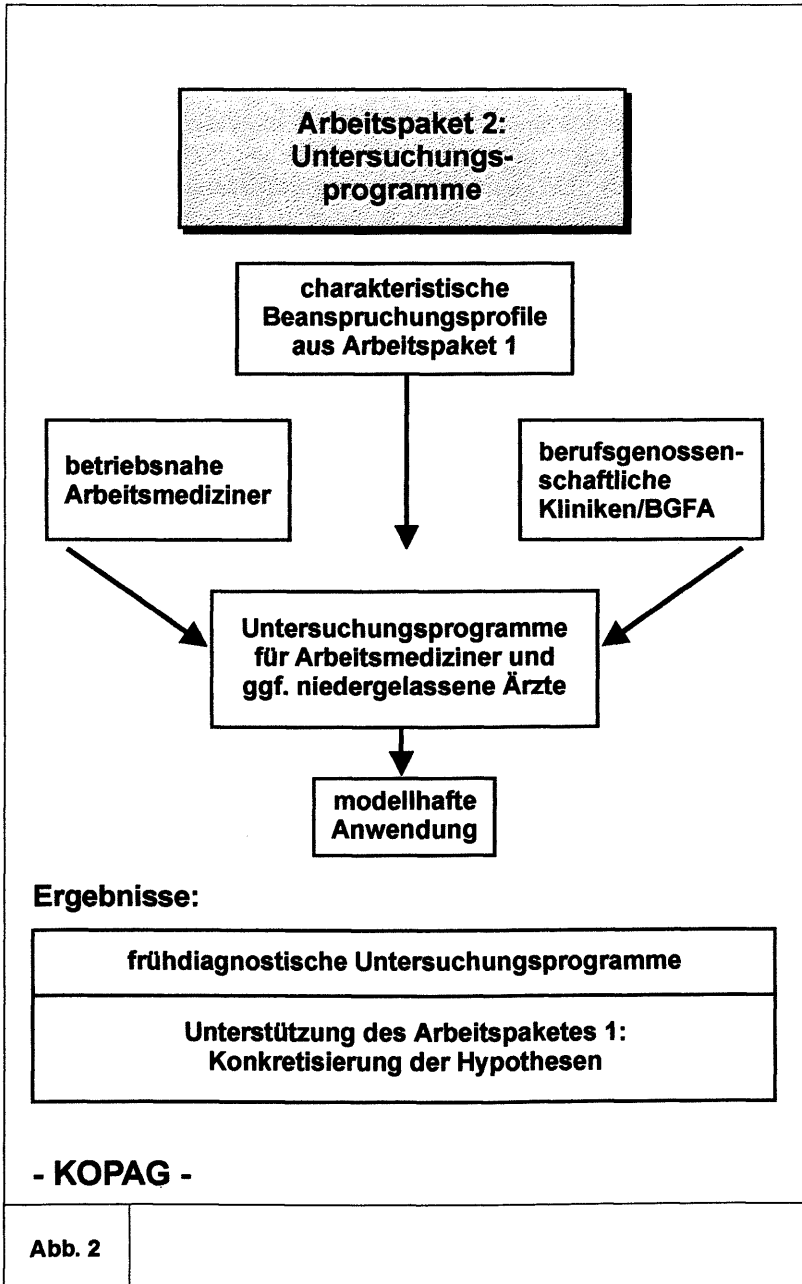 Arbeitspaket 2:
Untersuchungs-
programme
charakteristische
Beanspruchungsprofile
aus Arbeitspaket 1
betriebsnahe
Arbeitsmediziner
berufsgenossen-
schaftliche
Kliniken/BGFA
Untersuchungsprogramme
für Arbeitsmediziner und
ggf. niedergelassene Ärzte
modellhafte
Anwendung
Ergebnisse:
frühdiagnostische Untersuchungsprogramme
Unterstützung des Arbeitspaketes 1:
Konkretisierung der Hypothesen
- KOPAG -
Abb. 2